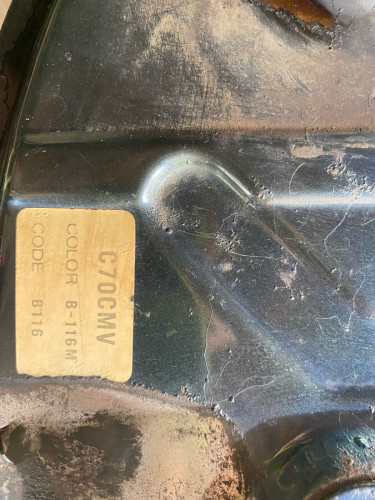 C70CMV
COLOR B-116M
CODE B116